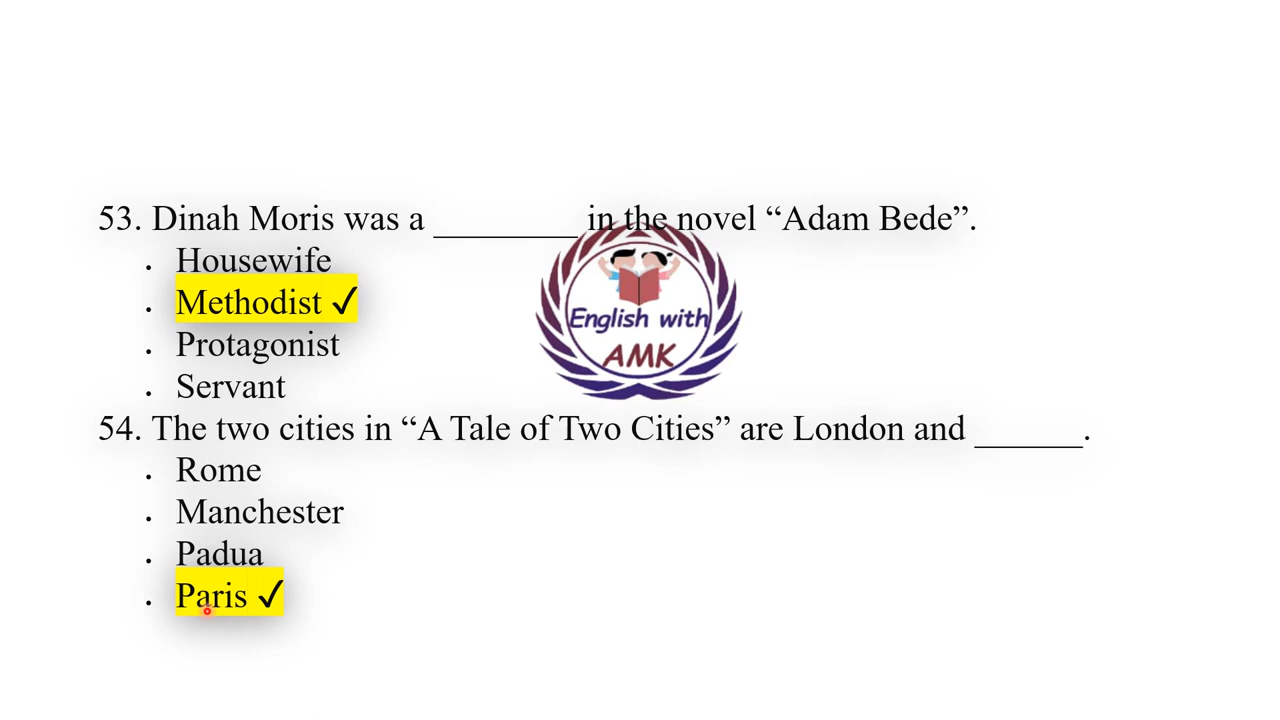 53. Dinah Moris was a ________ in the novel “Adam Bede”.
• Housewife
• Methodist ✓
• Protagonist
• Servant
54. The two cities in “A Tale of Two Cities” are London and ______.
• Rome
• Manchester
• Padua
• Paris ✓
English with
AMK